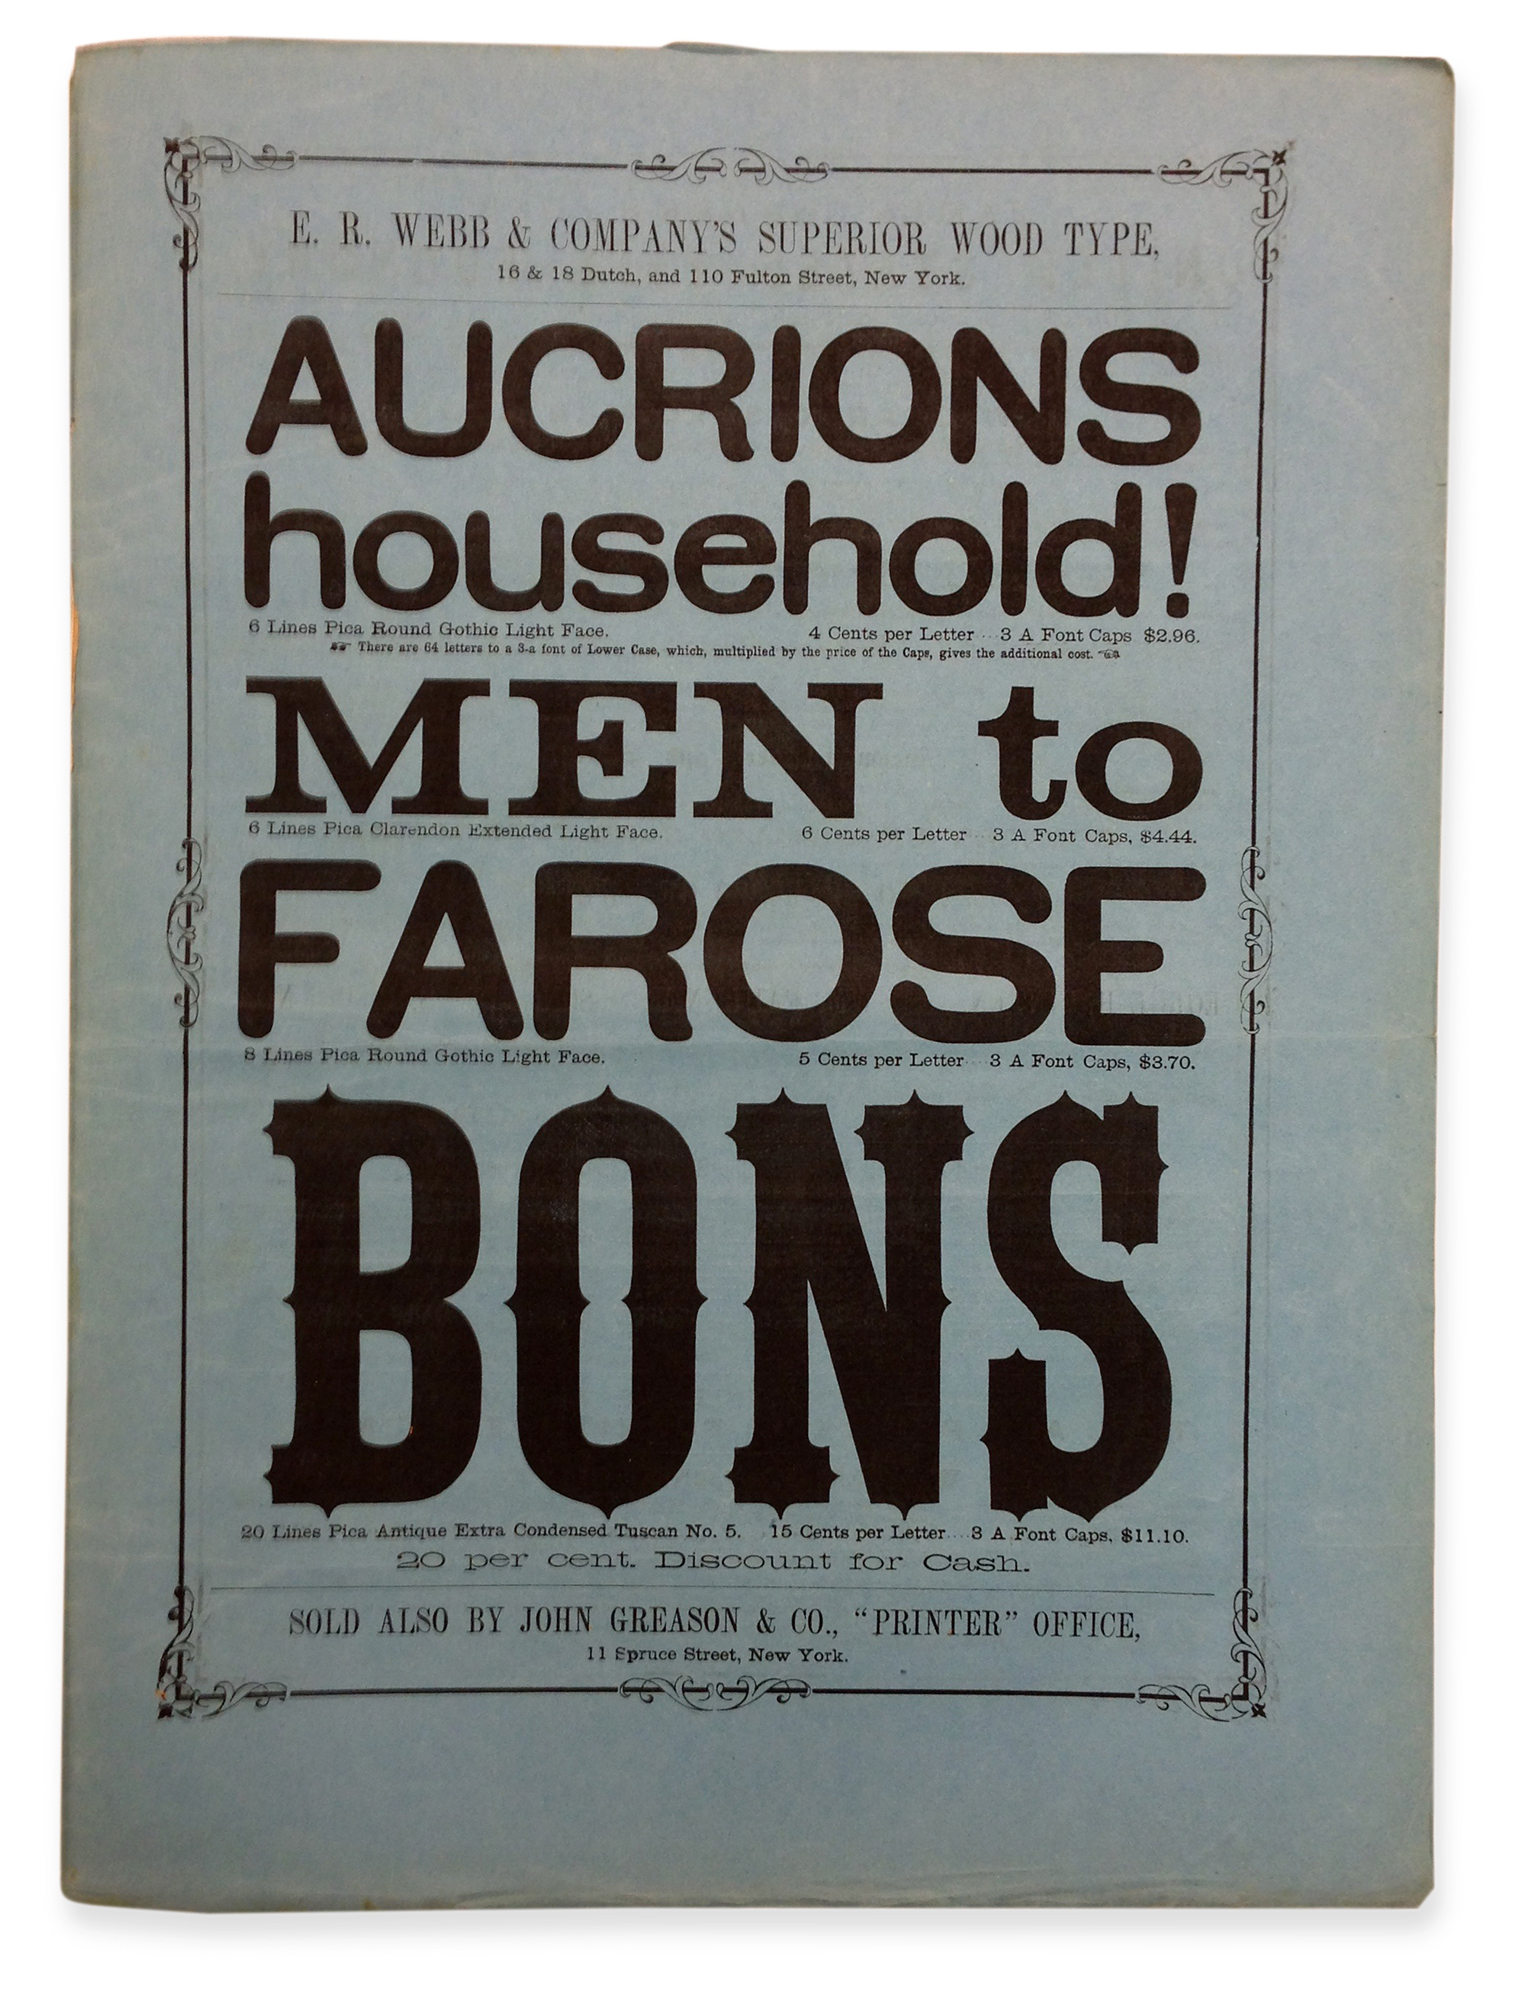 E. R. WEBB & COMPANY'S SUPERIOR WOOD TYPE,
16 & 18 Dutch, and 110 Fulton Street, New York.
AUCRIONS
household!
6 Lines Pica Round Gothic Light Face. 4 Cents per Letter 3 A Font Caps $2.96.
There are 64 letters to a 3-a font of Lower Case, which, multiplied by the price of the Caps, gives the additional cost.
MEN to
6 Lines Pica Clarendon Extended Light Face. 6 Cents per Letter 3 A Font Caps, $4.44.
FAROSE
8 Lines Pica Round Gothic Light Face. 5 Cents per Letter 3 A Font Caps, $3.70.
BONS
20 Lines Pica Antique Extra Condensed Tuscan No. 5. 15 Cents per Letter.... 3 A Font Caps, $11.10.
20 per cent. Discount for Cash.
SOLD ALSO BY JOHN GREASON & CO., "PRINTER" OFFICE,
11 Spruce Street, New York.